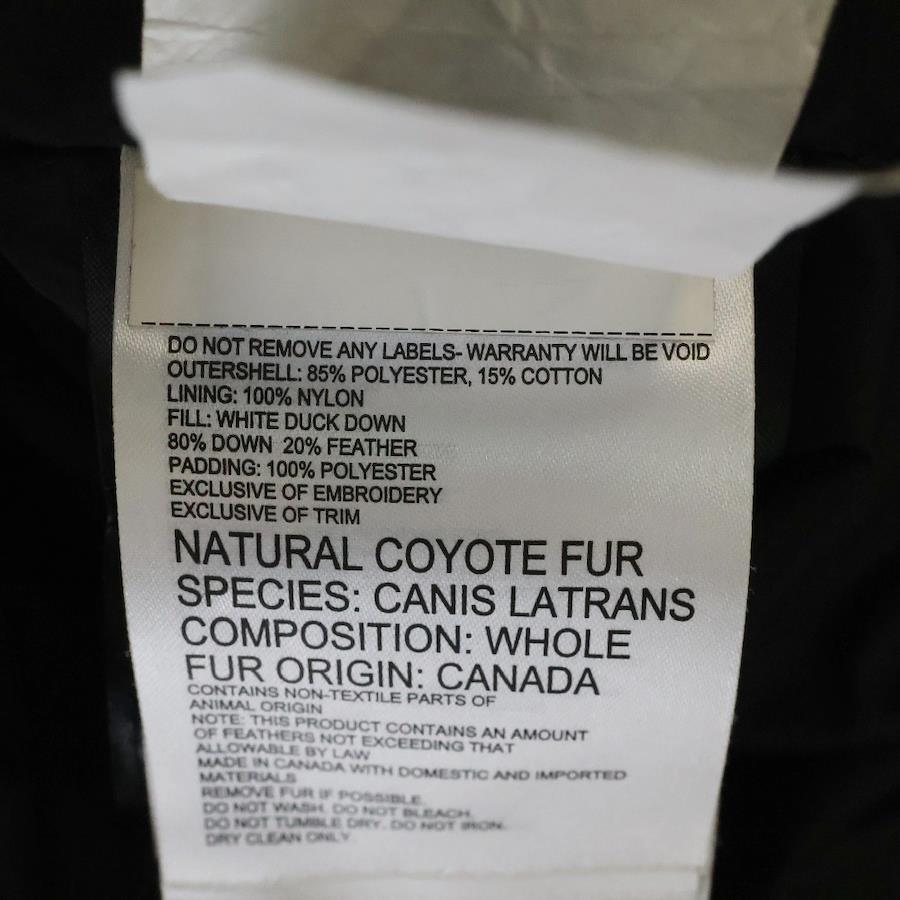 DO NOT REMOVE ANY LABELS- WARRANTY WILL BE VOID
OUTERSHELL: 85% POLYESTER, 15% COTTON
LINING: 100% NYLON
FILL: WHITE DUCK DOWN
80% DOWN 20% FEATHER
PADDING: 100% POLYESTER
EXCLUSIVE OF EMBROIDERY
EXCLUSIVE OF TRIM
NATURAL COYOTE FUR
SPECIES: CANIS LATRANS
COMPOSITION: WHOLE
FUR ORIGIN: CANADA
CONTAINS NON-TEXTILE PARTS OF
ANIMAL ORIGIN
NOTE: THIS PRODUCT CONTAINS AN AMOUNT
OF FEATHERS NOT EXCEEDING THAT
ALLOWABLE BY LAW
MADE IN CANADA WITH DOMESTIC AND IMPORTED
MATERIALS
REMOVE FUR IF POSSIBLE.
DO NOT WASH. DO NOT BLEACH.
DO NOT TUMBLE DRY. DO NOT IRON.
DRY CLEAN ONLY.